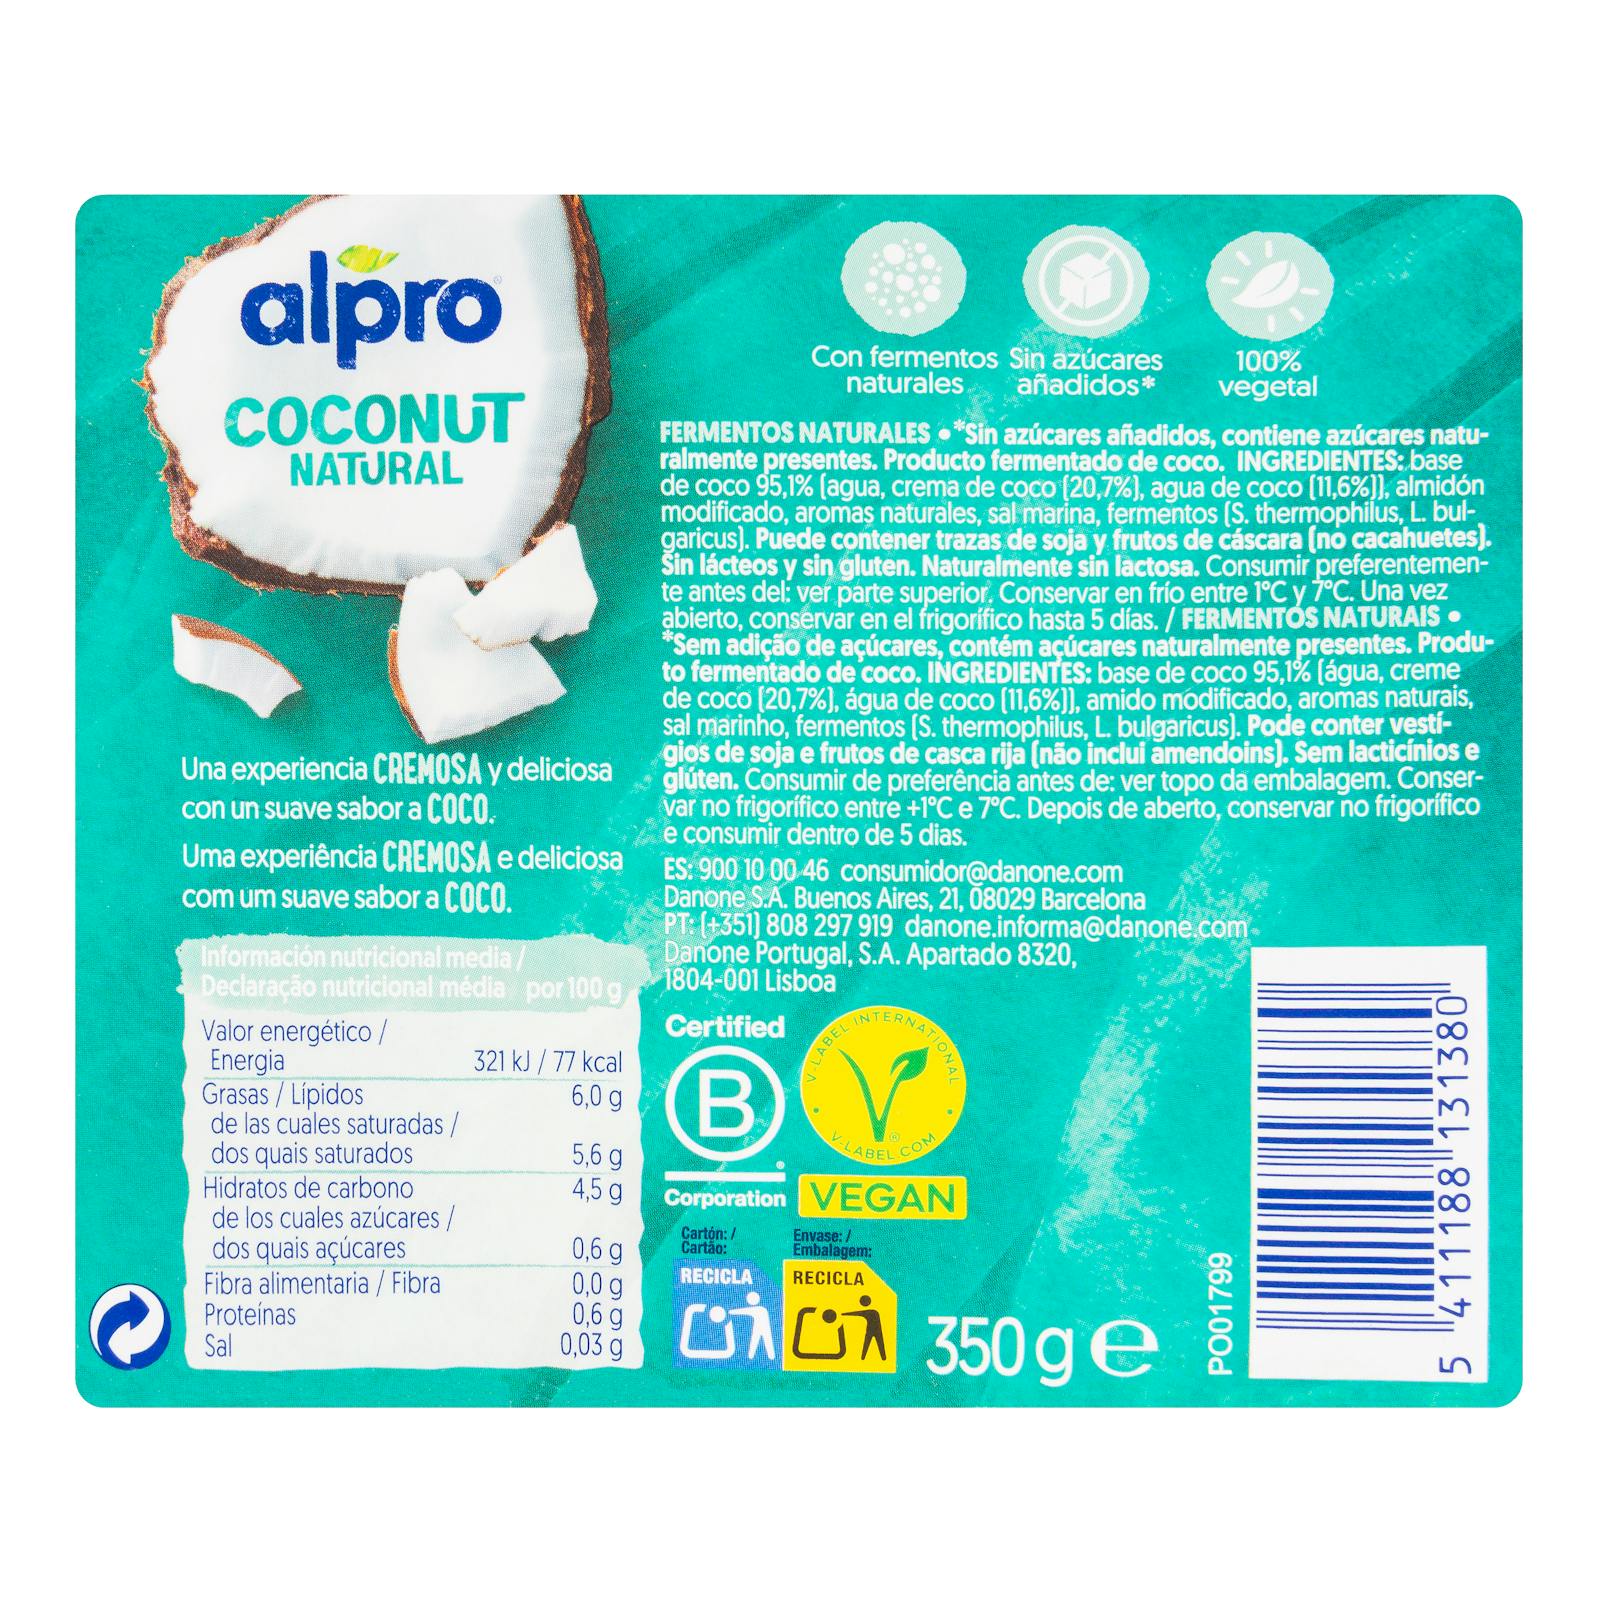 alpro
COCONUT
NATURAL
Con fermentos
naturales
Sin azúcares
añadidos*
100%
vegetal
FERMENTOS NATURALES • *Sin azúcares añadidos, contiene azúcares natu-
ralmente presentes. Producto fermentado de coco. INGREDIENTES: base
de coco 95,1% (agua, crema de coco (20,7%), agua de coco (11,6%)), almidón
modificado, aromas naturales, sal marina, fermentos (S. thermophilus, L. bul-
garicus). Puede contener trazas de soja y frutos de cáscara (no cacahuetes).
Sin lácteos y sin gluten. Naturalmente sin lactosa. Consumir preferentemen-
te antes del: ver parte superior. Conservar en frío entre 1ºC y 7ºC. Una vez
abierto, conservar en el frigorífico hasta 5 días. / FERMENTOS NATURAIS •
*Sem adição de açúcares, contém açúcares naturalmente presentes. Produ-
to fermentado de coco. INGREDIENTES: base de coco 95,1% (água, creme
de coco (20,7%), água de coco (11,6%)), amido modificado, aromas naturais,
sal marinho, fermentos (S. thermophilus, L. bulgaricus). Pode conter vestí-
gios de soja e frutos de casca rija (não inclui amendoins). Sem lacticínios e
glúten. Consumir de preferência antes de: ver topo da embalagem. Conser-
var no frigorífico entre +1ºC e 7ºC. Depois de aberto, conservar no frigorífico
e consumir dentro de 5 dias.
ES: 900 10 00 46 consumidor@danone.com
Danone S.A. Buenos Aires, 21, 08029 Barcelona
PT: (+351) 808 297 919 danone.informa@danone.com
Danone Portugal, S.A. Apartado 8320,
1804-001 Lisboa
Una experiencia CREMOSA y deliciosa
con un suave sabor a COCO.
Uma experiência CREMOSA e deliciosa
com um suave sabor a COCO.
Información nutricional media /
Declaração nutricional média por 100 g
Valor energético /
Energia 321 kJ / 77 kcal
Grasas / Lípidos 6,0 g
de las cuales saturadas /
dos quais saturados 5,6 g
Hidratos de carbono 4,5 g
de los cuales azúcares /
dos quais açúcares 0,6 g
Fibra alimentaria / Fibra 0,0 g
Proteínas 0,6 g
Sal 0,03 g
Certified
B
®
Corporation
V-LABEL INTERNATIONAL
®
V-LABEL.COM
VEGAN
Cartón: /
Cartão:
RECICLA
Envase: /
Embalagem:
RECICLA
350 g e
PO01799
5 411188 131380